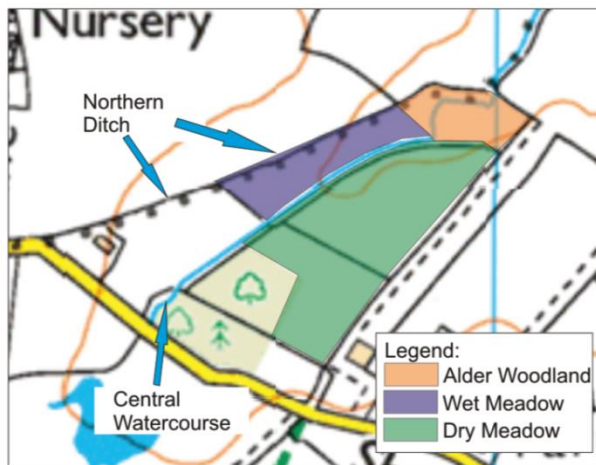 Nursery
Northern
Ditch
Central
Watercourse
Legend:
Alder Woodland
Wet Meadow
Dry Meadow